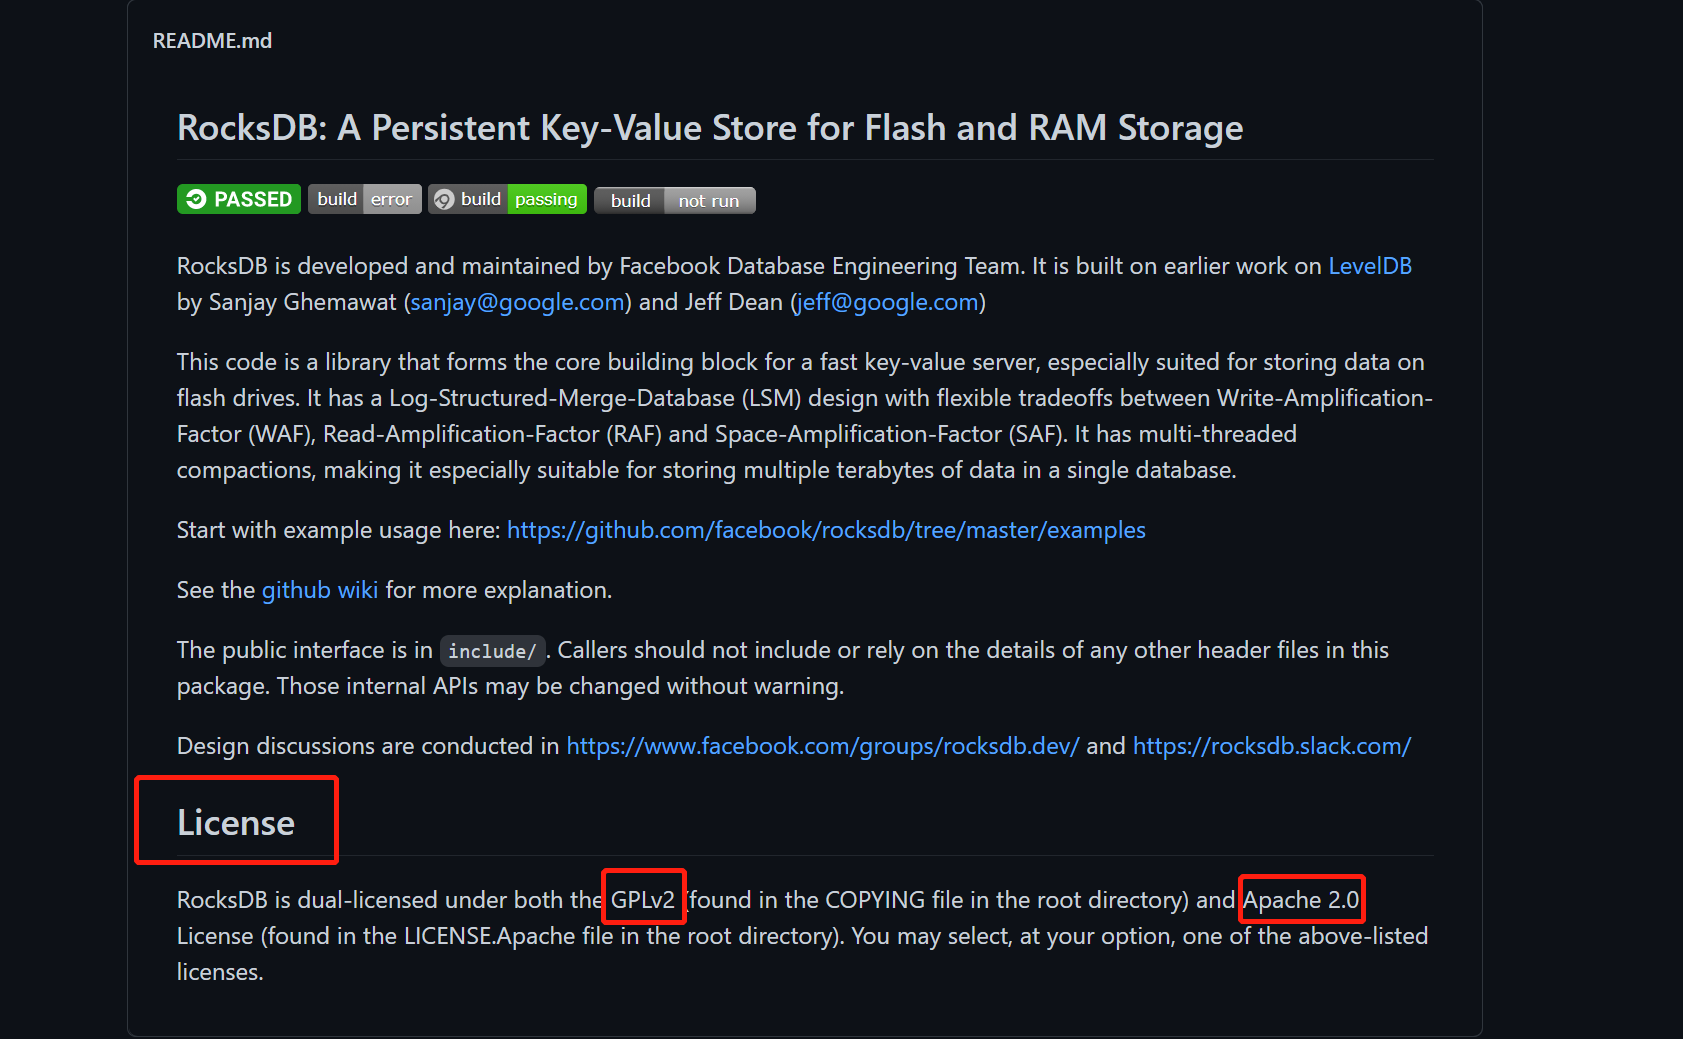 README.md
RocksDB: A Persistent Key-Value Store for Flash and RAM Storage
PASSED build error build passing build not run
RocksDB is developed and maintained by Facebook Database Engineering Team. It is built on earlier work on LevelDB
by Sanjay Ghemawat (sanjay@google.com) and Jeff Dean (jeff@google.com)
This code is a library that forms the core building block for a fast key-value server, especially suited for storing data on
flash drives. It has a Log-Structured-Merge-Database (LSM) design with flexible tradeoffs between Write-Amplification-
Factor (WAF), Read-Amplification-Factor (RAF) and Space-Amplification-Factor (SAF). It has multi-threaded
compactions, making it especially suitable for storing multiple terabytes of data in a single database.
Start with example usage here: https://github.com/facebook/rocksdb/tree/master/examples
See the github wiki for more explanation.
The public interface is in include/. Callers should not include or rely on the details of any other header files in this
package. Those internal APIs may be changed without warning.
Design discussions are conducted in https://www.facebook.com/groups/rocksdb.dev/ and https://rocksdb.slack.com/
License
RocksDB is dual-licensed under both the GPLv2 (found in the COPYING file in the root directory) and Apache 2.0
License (found in the LICENSE.Apache file in the root directory). You may select, at your option, one of the above-listed
licenses.